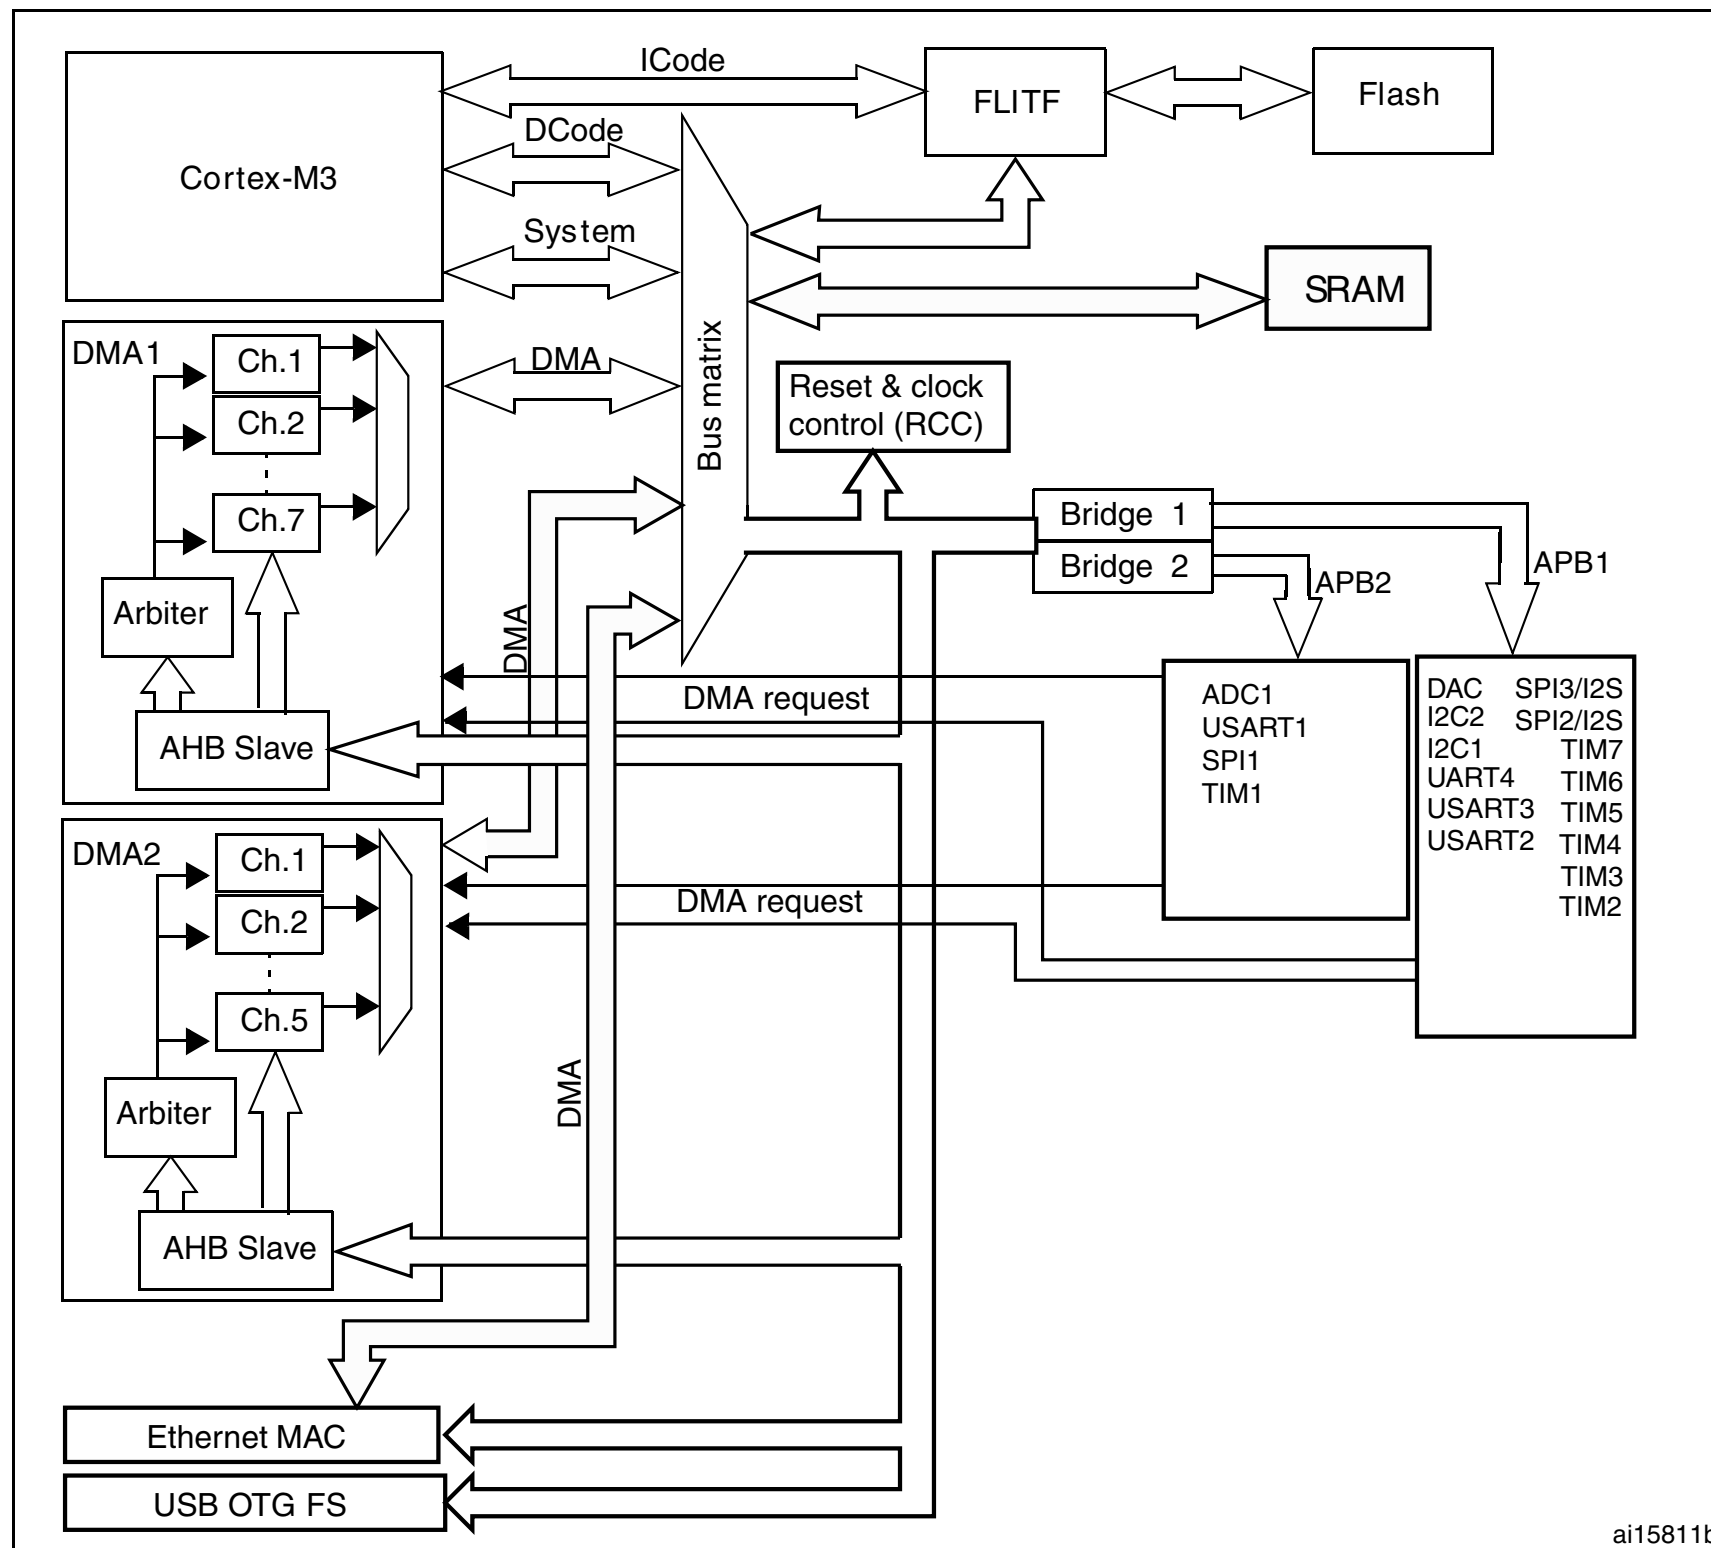 ICode
FLITF
Flash
DCode
Cortex-M3
System
SRAM
DMA1
Ch.1
DMA
Bus matrix
Reset & clock
control (RCC)
Ch.2
Ch.7
Bridge 1
Bridge 2
APB2
APB1
Arbiter
DMA
DMA request
AHB Slave
ADC1
USART1
SPI1
TIM1
DAC SPI3/I2S
I2C2 SPI2/I2S
I2C1 TIM7
UART4 TIM6
USART3 TIM5
USART2 TIM4
TIM3
TIM2
DMA2
Ch.1
DMA request
Ch.2
Ch.5
DMA
Arbiter
AHB Slave
Ethernet MAC
USB OTG FS
ai15811b